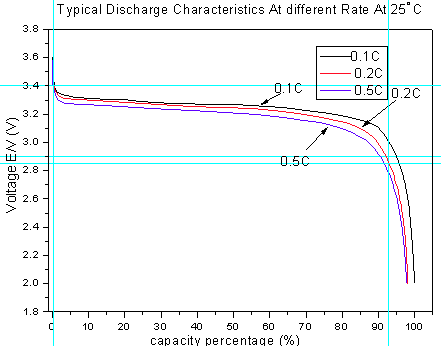 Typical Discharge Characteristics At different Rate At 25°C
3.8
3.6
3.4
3.2
3.0
2.8
2.6
2.4
2.2
2.0
1.8
Voltage E/V (V)
0.1C
0.2C
0.5C
0.1C
0.2C
0.5C
0 10 20 30 40 50 60 70 80 90 100
capacity percentage (%)